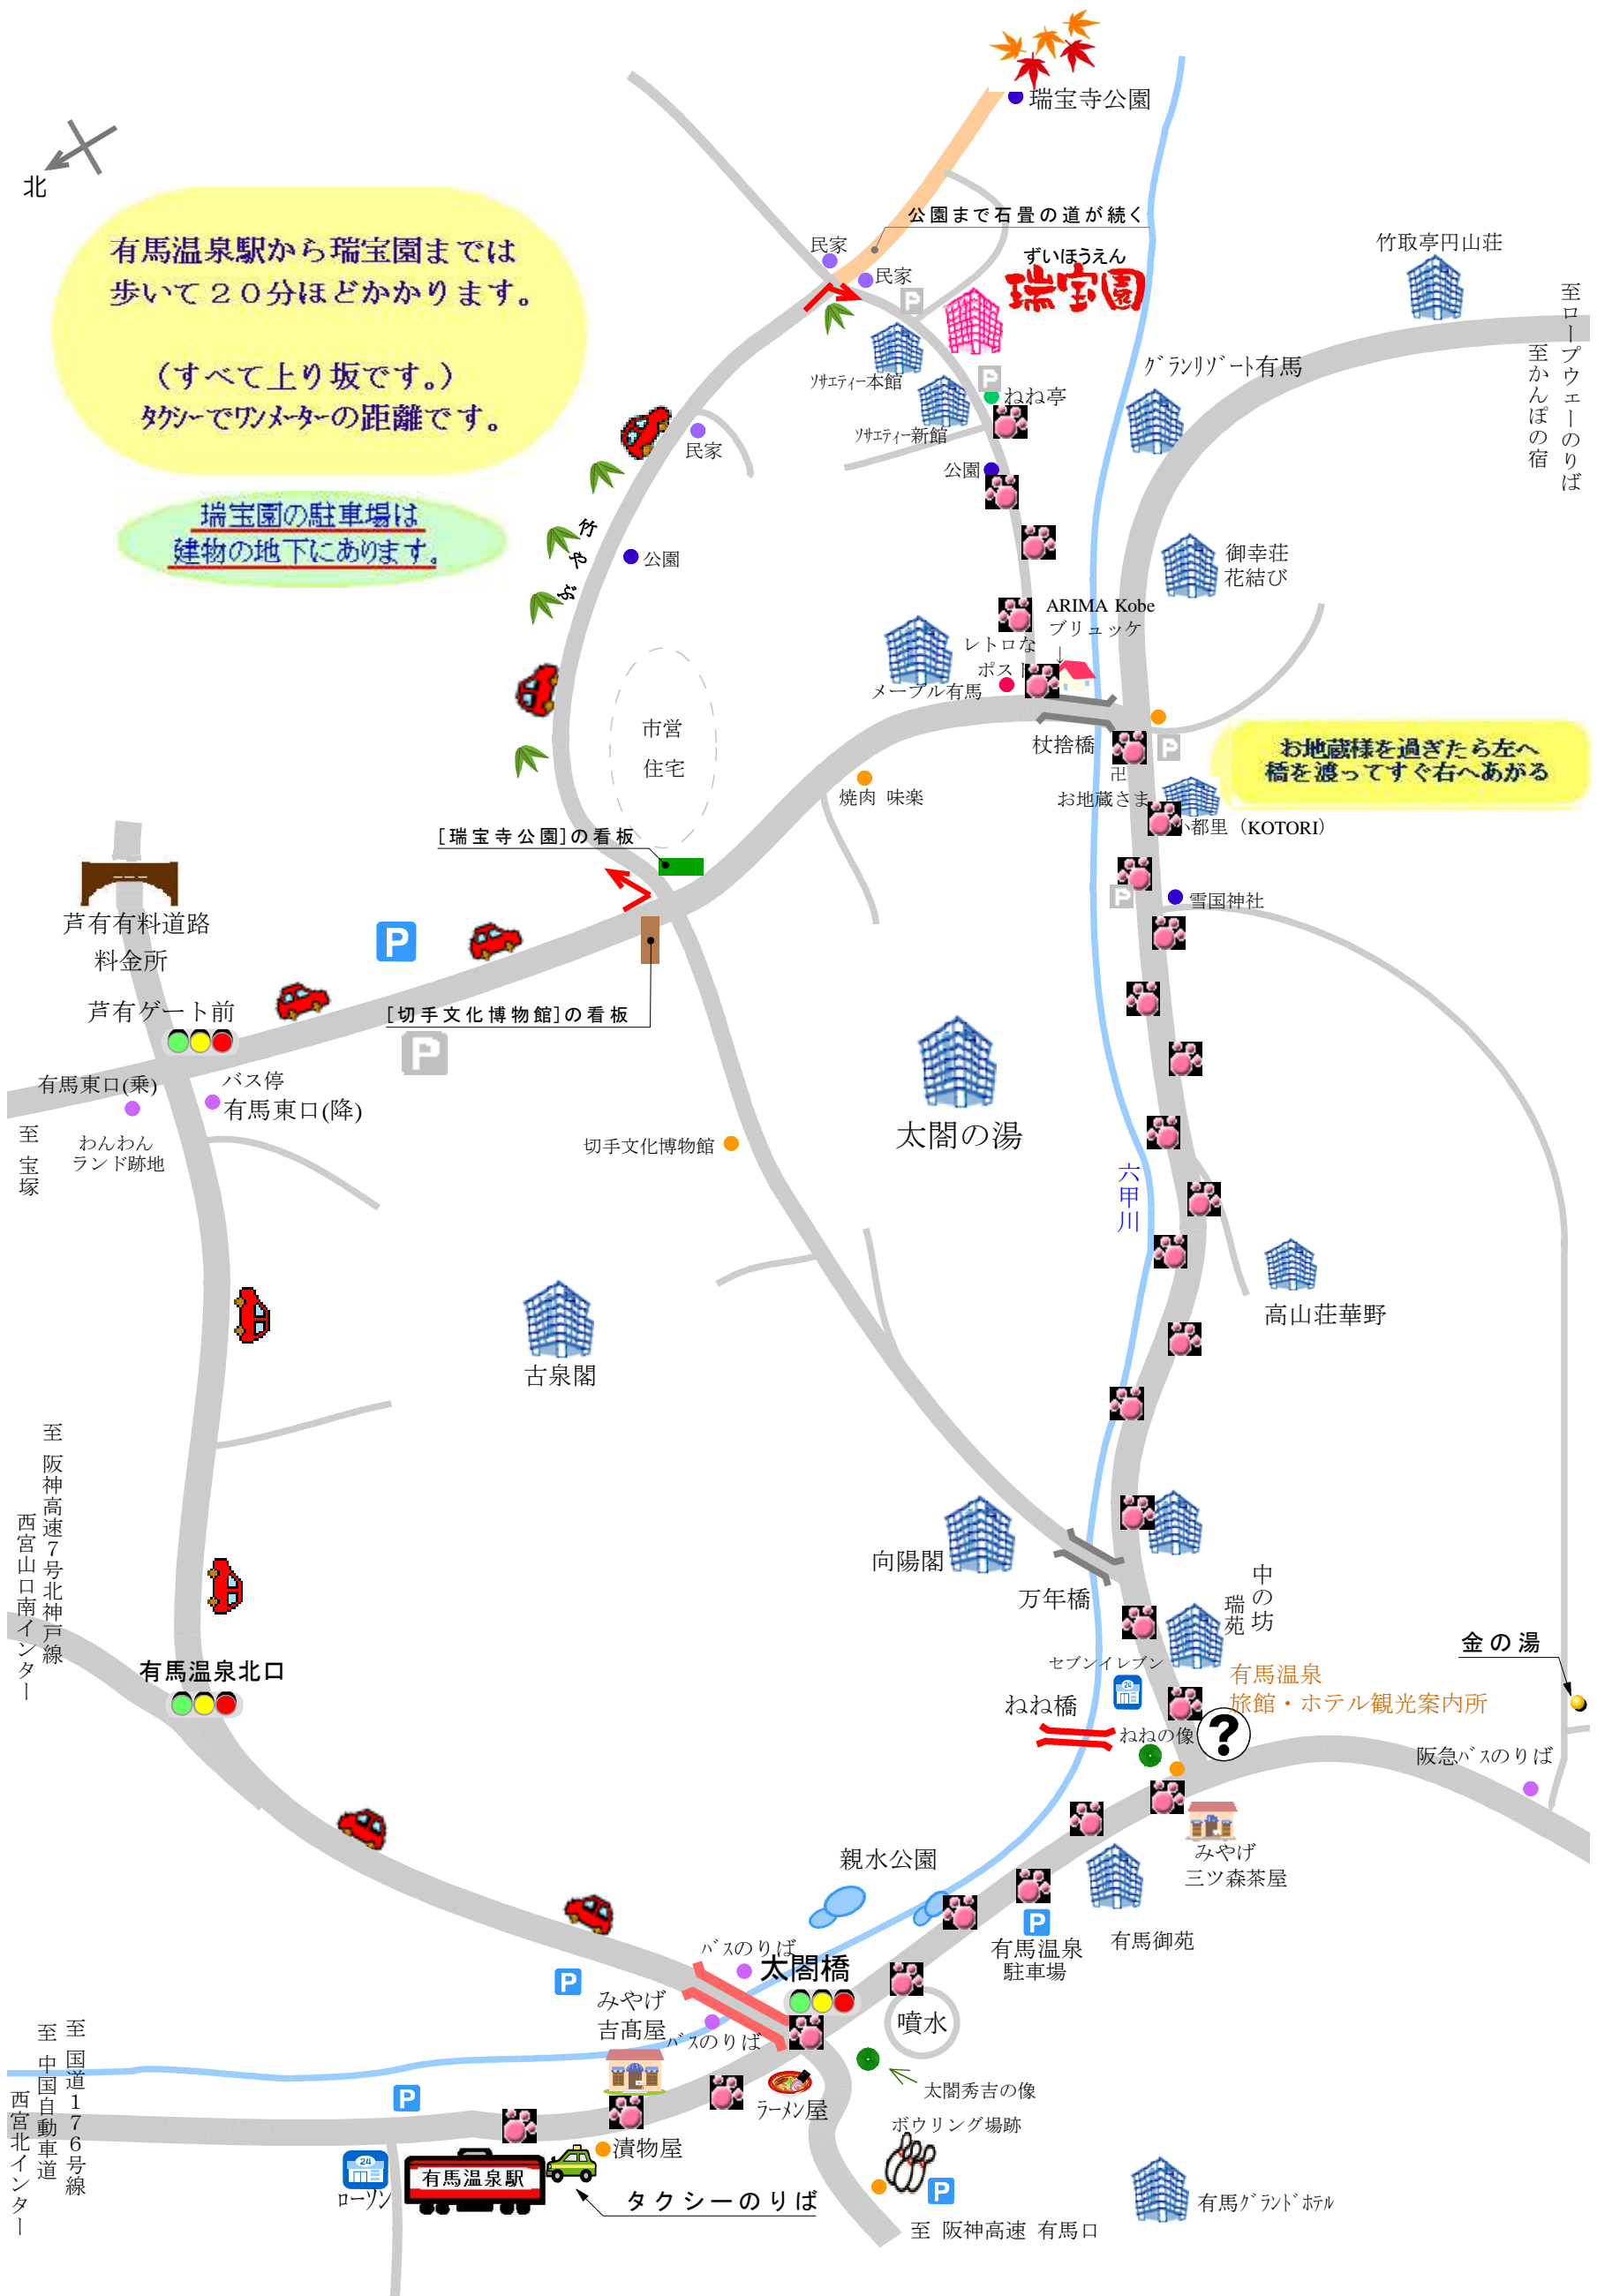 瑞宝寺公園
北
公園まで石畳の道が続く
有馬温泉駅から瑞宝園までは
歩いて２０分ほどかかります。
（すべて上り坂です。）
ﾀｸｼｰでﾜﾝﾒｰﾀｰの距離です。
民家
民家
ずいほうえん
瑞宝園
竹取亭円山荘
至ロープウェーのりば
至かんぽの宿
P
ｿｻｴﾃｨｰ本館
P
ｸﾞﾗﾝﾘｿﾞｰﾄ有馬
ねね亭
ｿｻｴﾃｨｰ新館
民家
公園
瑞宝園の駐車場は
建物の地下にあります。
竹やぶ
公園
御幸荘
花結び
ARIMA Kobe
ブリュッケ
↓
レトロな
ポスト
メープル有馬
市営
住宅
杖捨橋
P
お地蔵様を過ぎたら左へ
橋を渡ってすぐ右へあがる
卍
お地蔵さま
焼肉 味楽
小都里（KOTORI）
[瑞宝寺公園]の看板
P
雪国神社
芦有有料道路
料金所
P
芦有ゲート前
[切手文化博物館]の看板
P
有馬東口(乗)
バス停
有馬東口(降)
わんわん
ランド跡地
至 宝塚
切手文化博物館
太閤の湯
六甲川
高山荘華野
古泉閣
至 阪神高速７号北神戸線
西宮山口南インター
向陽閣
万年橋
中の坊
瑞苑
有馬温泉北口
セブンイレブン
24
有馬温泉
旅館・ホテル観光案内所
金の湯
ねね橋
ねねの像
?
阪急ﾊﾞｽのりば
みやげ
三ツ森茶屋
親水公園
P
有馬温泉
駐車場
有馬御苑
ﾊﾞｽのりば
太閤橋
P
みやげ
吉髙屋
ﾊﾞｽのりば
噴水
太閤秀吉の像
至 国道１７６号線
至 中国自動車道
西宮北インター
P
ﾗｰﾒﾝ屋
ボウリング場跡
漬物屋
24
ローソン
有馬温泉駅
タクシーのりば
P
有馬ｸﾞﾗﾝﾄﾞﾎﾃﾙ
至 阪神高速 有馬口